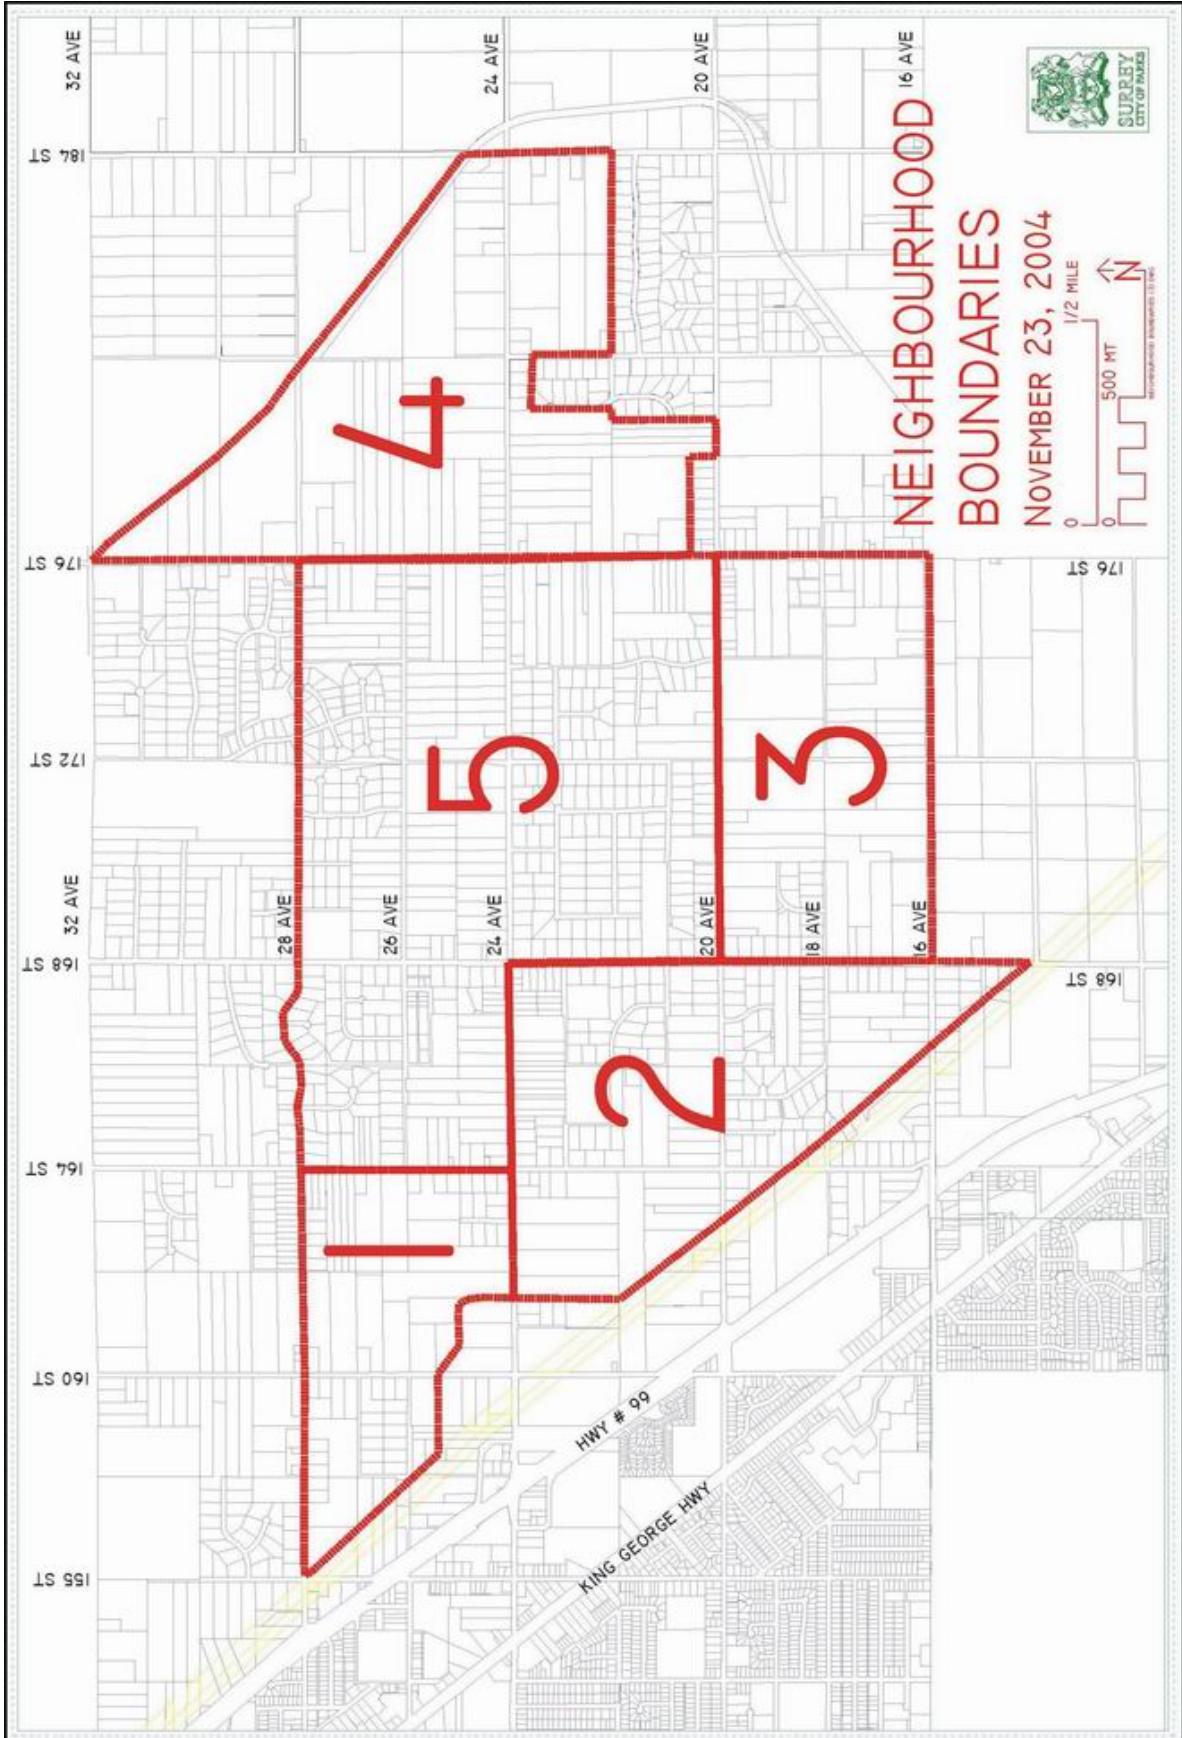 32 AVE
24 AVE
20 AVE
16 AVE
184 ST
4
176 ST
176 ST
172 ST
5
3
32 AVE
28 AVE
26 AVE
24 AVE
20 AVE
18 AVE
16 AVE
168 ST
168 ST
2
164 ST
1
160 ST
HWY # 99
KING GEORGE HWY
155 ST
NEIGHBOURHOOD
BOUNDARIES
NOVEMBER 23, 2004
0
1/2 MILE
0
500 MT
N
SURREY
CITY OF PARKS